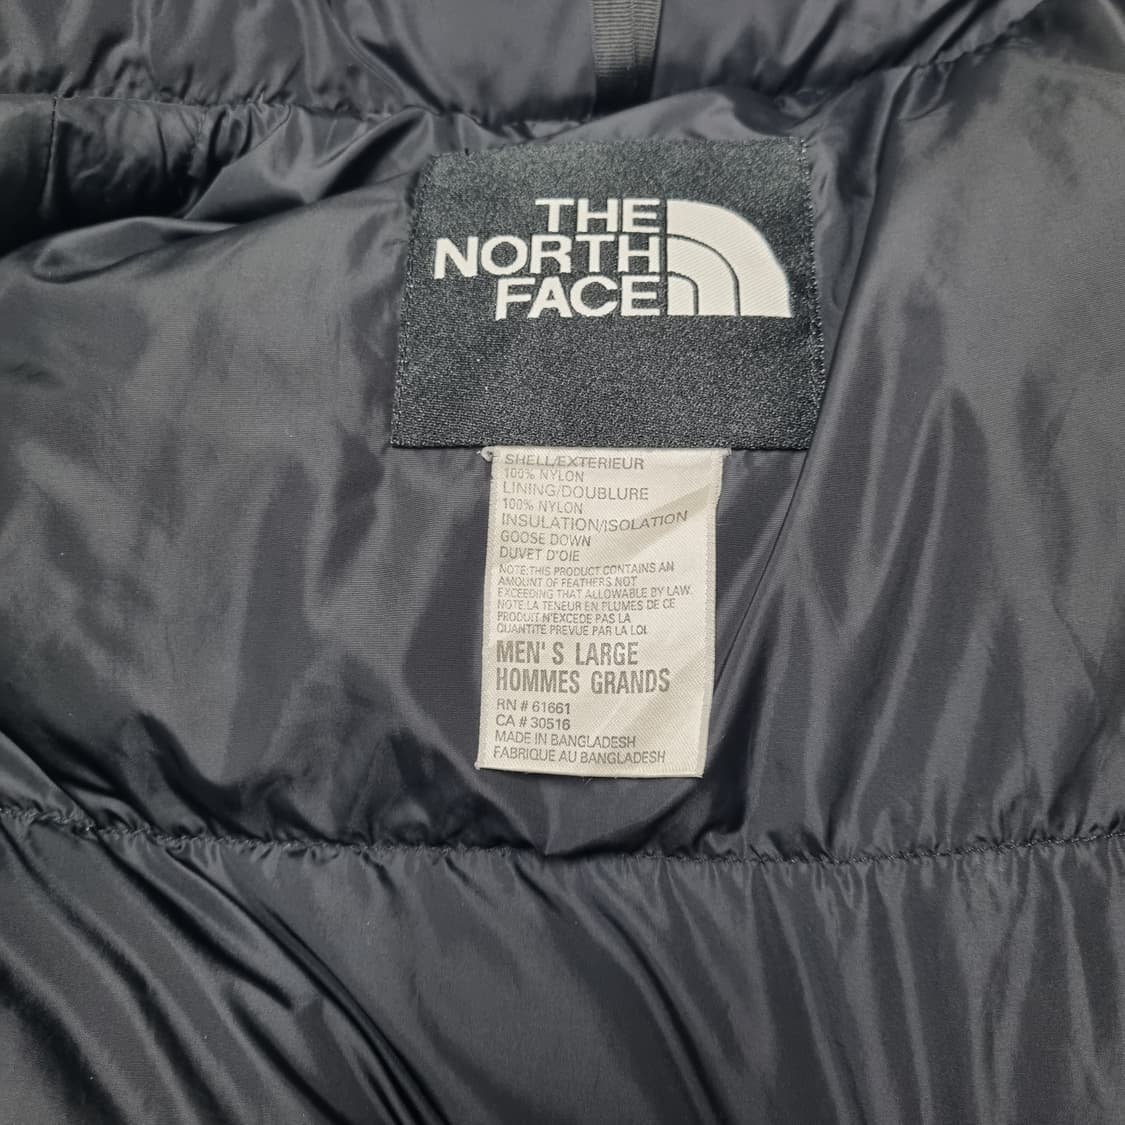 THE
NORTH
FACE
SHELL/EXTERIEUR
100% NYLON
LINING/DOUBLURE
100% NYLON
INSULATION/ISOLATION
GOOSE DOWN
DUVET D'OIE
NOTE:THIS PRODUCT CONTAINS AN
AMOUNT OF FEATHERS NOT
EXCEEDING THAT ALLOWABLE BY LAW.
NOTE.LA TENEUR EN PLUMES DE CE
PRODUIT N'EXCEDE PAS LA
QUANTITE PREVUE PAR LA LOI.
MEN'S LARGE
HOMMES GRANDS
RN # 61661
CA # 30516
MADE IN BANGLADESH
FABRIQUE AU BANGLADESH